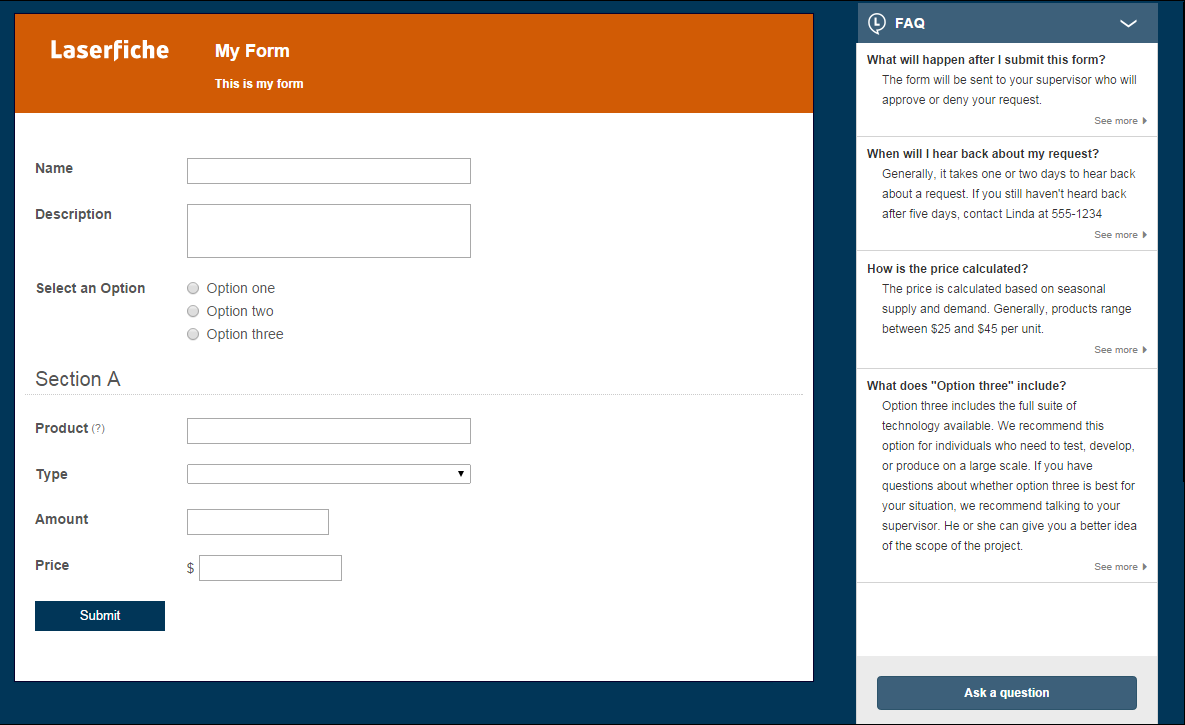 Laserfiche
My Form
This is my form
Name
Description
Select an Option
Option one
Option two
Option three
Section A
Product (?)
Type
Amount
Price
$
Submit
FAQ
What will happen after I submit this form?
The form will be sent to your supervisor who will
approve or deny your request.
See more
When will I hear back about my request?
Generally, it takes one or two days to hear back
about a request. If you still haven't heard back
after five days, contact Linda at 555-1234
See more
How is the price calculated?
The price is calculated based on seasonal
supply and demand. Generally, products range
between $25 and $45 per unit.
See more
What does "Option three" include?
Option three includes the full suite of
technology available. We recommend this
option for individuals who need to test, develop,
or produce on a large scale. If you have
questions about whether option three is best for
your situation, we recommend talking to your
supervisor. He or she can give you a better idea
of the scope of the project.
See more
Ask a question